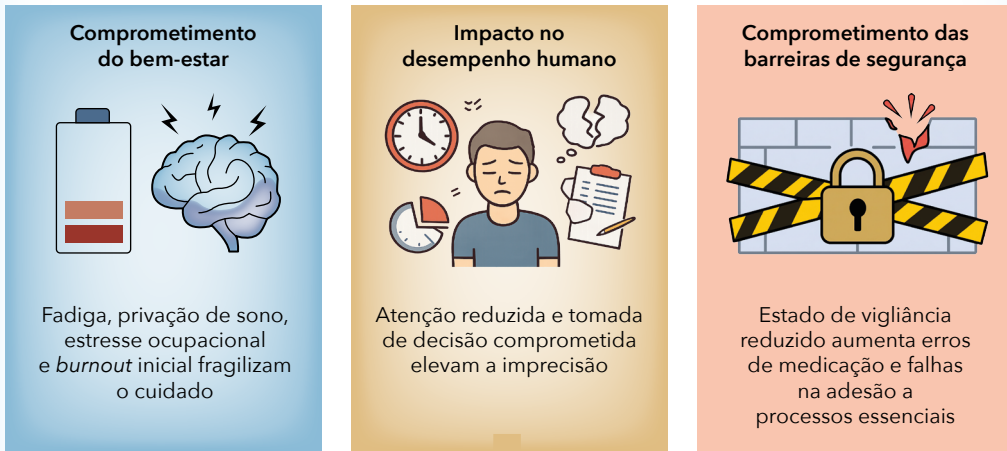 Comprometimento
do bem-estar
Fadiga, privação de sono,
estresse ocupacional
e burnout inicial fragilizam
o cuidado
Impacto no
desempenho humano
Atenção reduzida e tomada
de decisão comprometida
elevam a imprecisão
Comprometimento das
barreiras de segurança
Estado de vigliância
reduzido aumenta erros
de medicação e falhas
na adesão a
processos essenciais